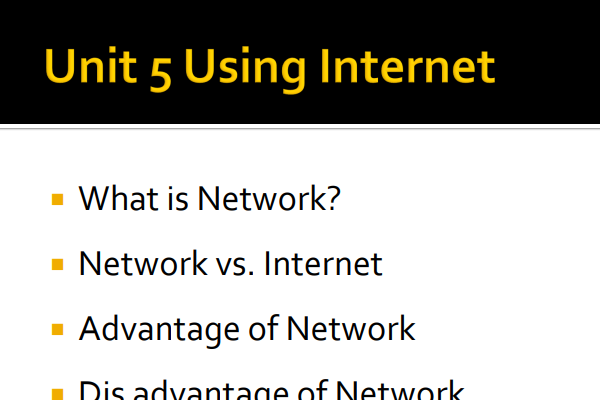 Unit 5 Using Internet
What is Network?
Network vs. Internet
Advantage of Network
Dis advantage of Network